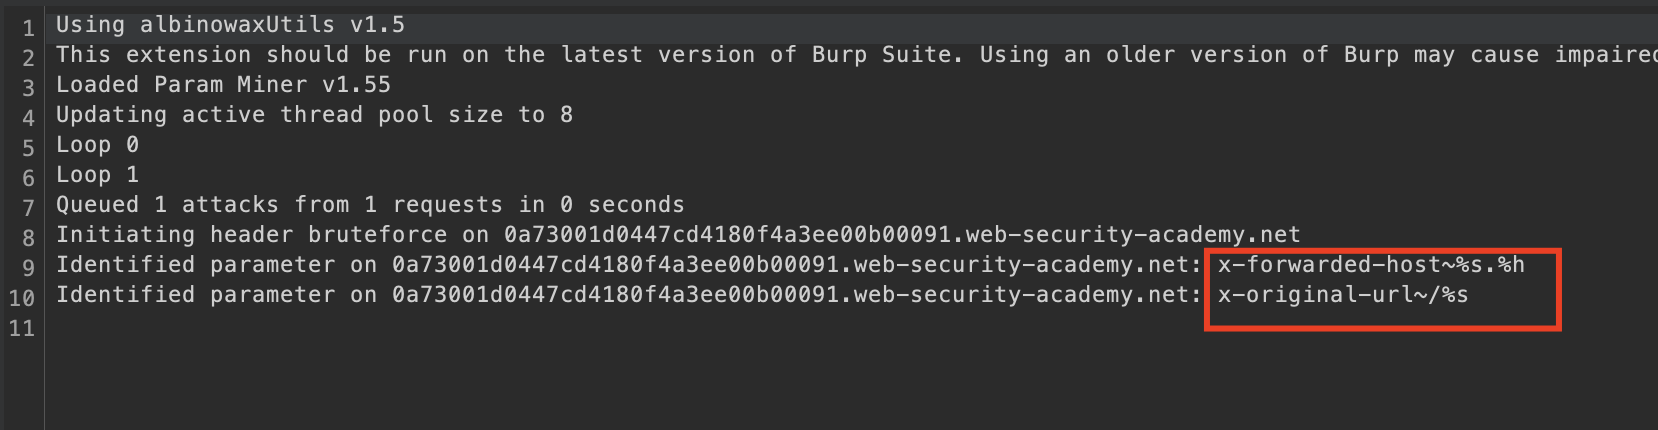 1 Using albinowaxUtils v1.5
2 This extension should be run on the latest version of Burp Suite. Using an older version of Burp may cause impaired
3 Loaded Param Miner v1.55
4 Updating active thread pool size to 8
5 Loop 0
6 Loop 1
7 Queued 1 attacks from 1 requests in 0 seconds
8 Initiating header bruteforce on 0a73001d0447cd4180f4a3ee00b00091.web-security-academy.net
9 Identified parameter on 0a73001d0447cd4180f4a3ee00b00091.web-security-academy.net: x-forwarded-host~%s.%h
10 Identified parameter on 0a73001d0447cd4180f4a3ee00b00091.web-security-academy.net: x-original-url~/%s
11